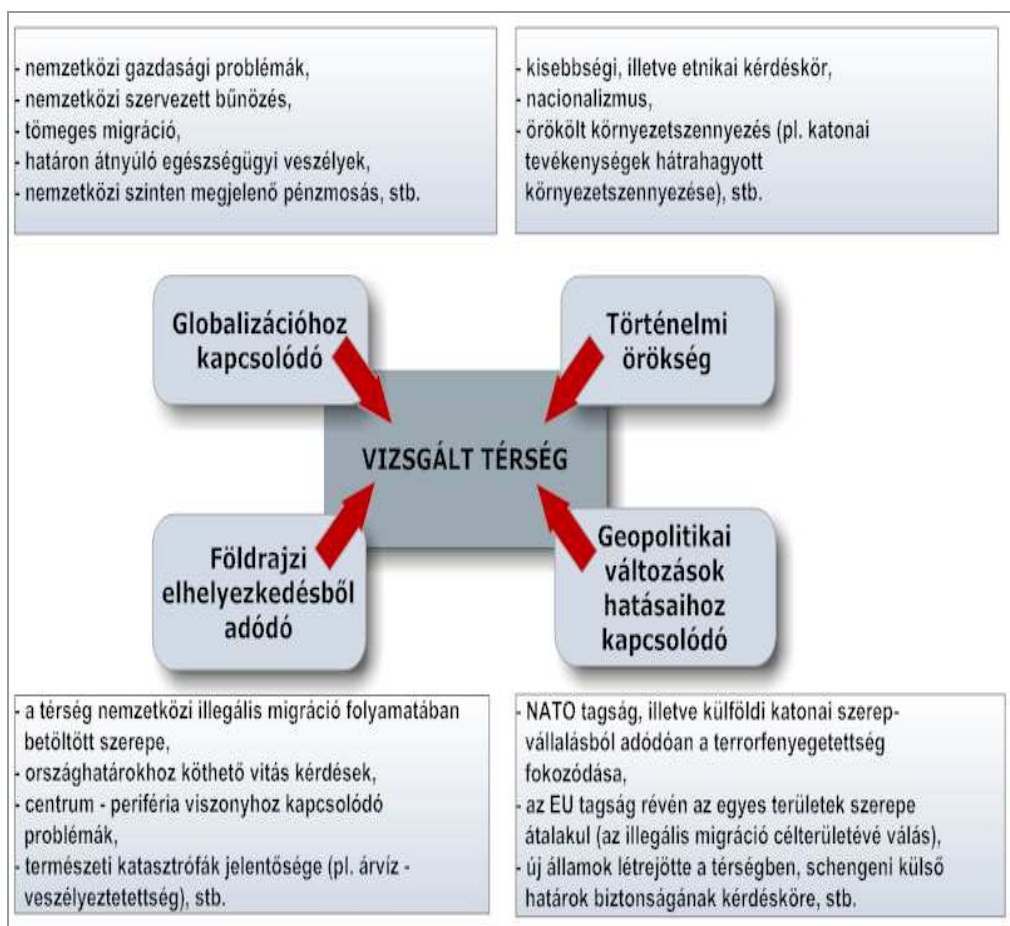 - nemzetközi gazdasági problémák,
- nemzetközi szervezett bűnözés,
- tömeges migráció,
- határon átnyúló egészségügyi veszélyek,
- nemzetközi szinten megjelenő pénzmosás, stb.
- kisebbségi, illetve etnikai kérdéskör,
- nacionalizmus,
- örökölt környezetszennyezés (pl. katonai
tevékenységek hátrahagyott
környezetszennyezése), stb.
Globalizációhoz
kapcsolódó
Történelmi
örökség
VIZSGÁLT TÉRSÉG
Földrajzi
elhelyezkedésből
adódó
Geopolitikai
változások
hatásaihoz
kapcsolódó
- a térség nemzetközi illegális migráció folyamatában
betöltött szerepe,
- országhatárokhoz köthető vitás kérdések,
- centrum - periféria viszonyhoz kapcsolódó
problémák,
- természeti katasztrófák jelentősége (pl. árvíz -
veszélyeztetettség), stb.
- NATO tagság, illetve külföldi katonai szerep-
vállalásból adódóan a terrorfenyegetettség
fokozódása,
- az EU tagság révén az egyes területek szerepe
átalakul (az illegális migráció célterületévé válás),
- új államok létrejötte a térségben, schengeni külső
határok biztonságának kérdésköre, stb.